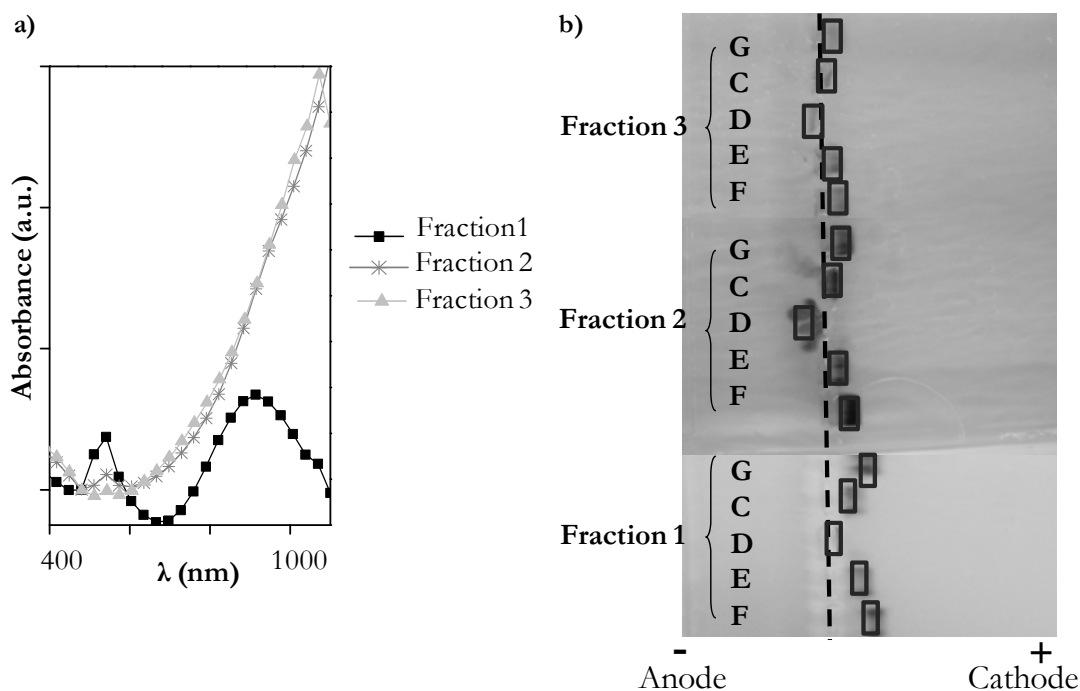 a)
Absorbance (a.u.)
400
1000
λ (nm)
Fraction1
Fraction 2
Fraction 3
b)
Fraction 3
G
C
D
E
F
Fraction 2
G
C
D
E
F
Fraction 1
G
C
D
E
F
-
+
Anode
Cathode